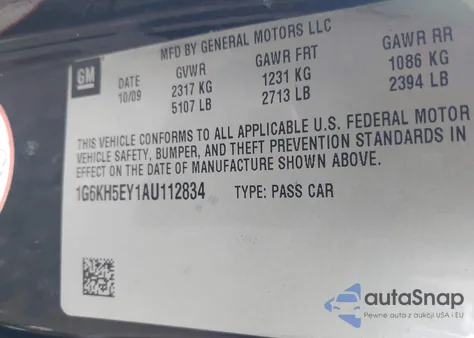 MFD BY GENERAL MOTORS LLC
GM
DATE GVWR GAWR FRT GAWR RR
10/09 2317 KG 1231 KG 1086 KG
5107 LB 2713 LB 2394 LB
THIS VEHICLE CONFORMS TO ALL APPLICABLE U.S. FEDERAL MOTOR
VEHICLE SAFETY, BUMPER, AND THEFT PREVENTION STANDARDS IN
EFFECT ON THE DATE OF MANUFACTURE SHOWN ABOVE.
1G6KH5EY1AU112834 TYPE: PASS CAR
autoSnap
Pewne auta z aukcji USA i EU